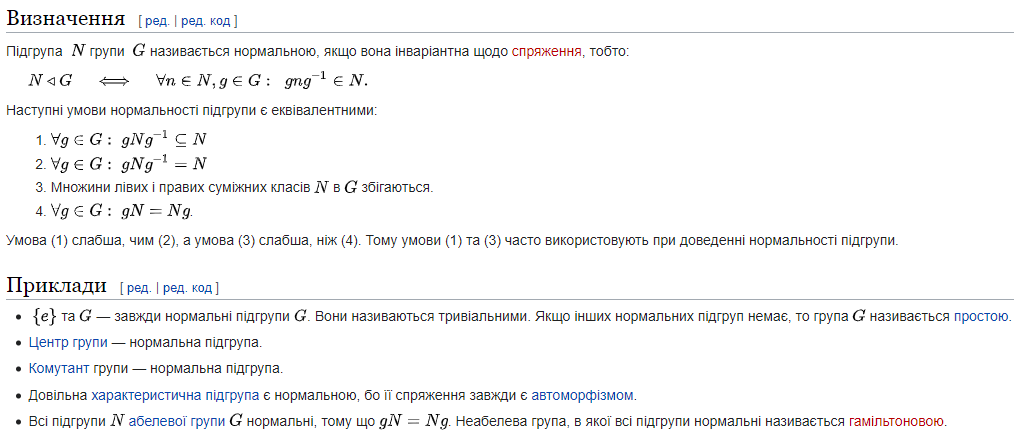 Визначення [ ред. | ред. код ]
Підгрупа N групи G називається нормальною, якщо вона інваріантна щодо спряження, тобто:
N ◃ G ⟺ ∀n ∈ N, g ∈ G : gng⁻¹ ∈ N.
Наступні умови нормальності підгрупи є еквівалентними:
1. ∀g ∈ G : gNg⁻¹ ⊆ N
2. ∀g ∈ G : gNg⁻¹ = N
3. Множини лівих і правих суміжних класів N в G збігаються.
4. ∀g ∈ G : gN = Ng.
Умова (1) слабша, чим (2), а умова (3) слабша, ніж (4). Тому умови (1) та (3) часто використовують при доведенні нормальності підгрупи.
Приклади [ ред. | ред. код ]
• {e} та G — завжди нормальні підгрупи G. Вони називаються тривіальними. Якщо інших нормальних підгруп немає, то група G називається простою.
• Центр групи — нормальна підгрупа.
• Комутант групи — нормальна підгрупа.
• Довільна характеристична підгрупа є нормальною, бо її спряження завжди є автоморфізмом.
• Всі підгрупи N абелевої групи G нормальні, тому що gN = Ng. Неабелева група, в якої всі підгрупи нормальні називається гамільтоновою.